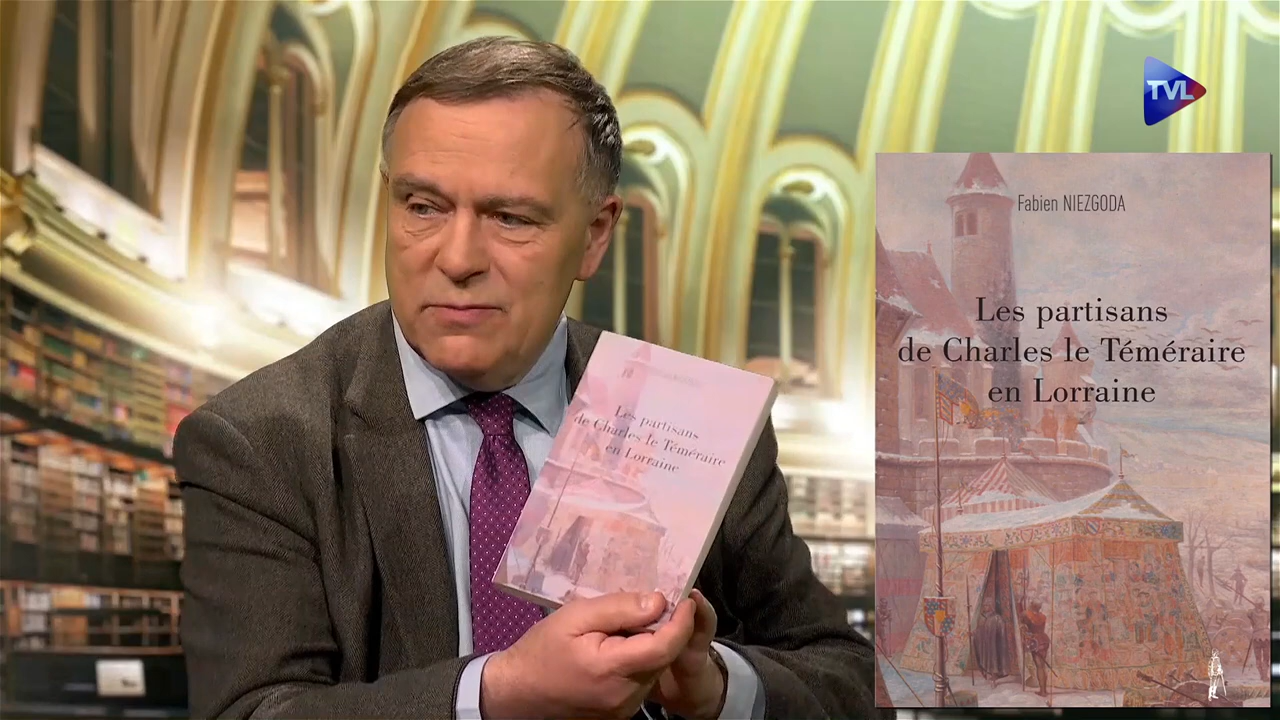 TVL
Fabien NIEZGODA
Les partisans
de Charles le Téméraire
en Lorraine
Les partisans
de Charles le Téméraire
en Lorraine